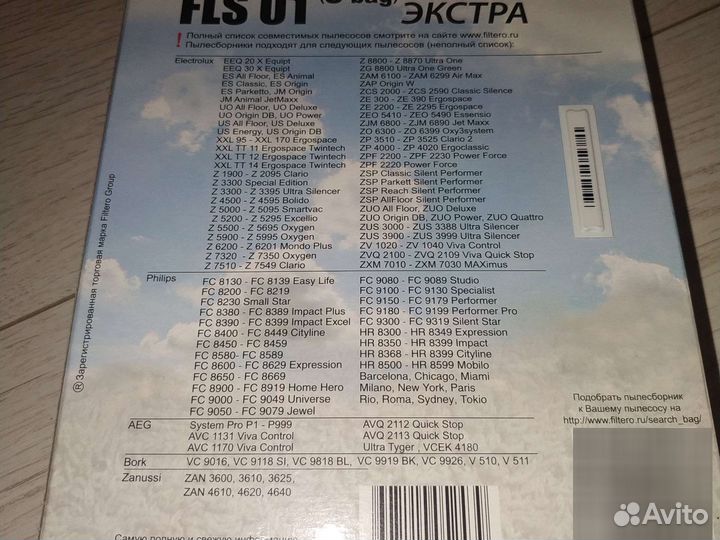 FLS 01 (S-bag) ЭКСТРА
! Полный список совместимых пылесосов смотрите на сайте www.filtero.ru
Пылесборники подходят для следующих пылесосов (неполный список):
Electrolux
EEQ 20 X Equipt
EEQ 30 X Equipt
ES All Floor, ES Animal
ES Classic, ES Origin
ES Parketto, JM Origin
JM Animal JetMaxx
UO All Floor, UO Deluxe
UO Origin DB, UO Power
US All Floor, US Deluxe
US Energy, US Origin DB
XXL 95 - XXL 170 Ergospace
XXL TT 11 Ergospace Twintech
XXL TT 12 Ergospace Twintech
XXL TT 14 Ergospace Twintech
Z 1900 - Z 2095 Clario
Z 3300 Special Edition
Z 3300 - Z 3395 Ultra Silencer
Z 4500 - Z 4595 Bolido
Z 5000 - Z 5095 Smartvac
Z 5200 - Z 5295 Excellio
Z 5500 - Z 5695 Oxygen
Z 5900 - Z 5995 Oxygen
Z 6200 - Z 6201 Mondo Plus
Z 7320 - Z 7350 Oxygen
Z 7510 - Z 7549 Clario
Z 8800 - Z 8870 Ultra One
ZG 8800 Ultra One Green
ZAM 6100 - ZAM 6299 Air Max
ZAP Origin W
ZCS 2000 - ZCS 2590 Classic Silence
ZE 300 - ZE 390 Ergospace
ZE 2200 - ZE 2295 Ergospace
ZEO 5410 - ZEO 5490 Essensio
ZJM 6800 - ZJM 6890 Jet Maxx
ZO 6300 - ZO 6399 Oxy3system
ZP 3510 - ZP 3525 Clario 2
ZP 4000 - ZP 4020 Ergoclassic
ZPF 2200 - ZPF 2230 Power Force
ZPF 2220 Power Force
ZSP Classic Silent Performer
ZSP Parkett Silent Performer
ZSP Reach Silent Performer
ZSP AllFloor Silent Performer
ZUO All Floor, ZUO Deluxe
ZUO Origin DB, ZUO Power, ZUO Quattro
ZUS 3000 - ZUS 3388 Ultra Silencer
ZUS 3900 - ZUS 3999 Ultra Silencer
ZV 1020 - ZV 1040 Viva Control
ZVQ 2100 - ZVQ 2109 Viva Quick Stop
ZXM 7010 - ZXM 7030 MAXimus
Philips
FC 8130 - FC 8139 Easy Life
FC 8200 - FC 8219
FC 8230 Small Star
FC 8380 - FC 8389 Impact Plus
FC 8390 - FC 8399 Impact Excel
FC 8400 - FC 8449 Cityline
FC 8450 - FC 8459
FC 8580- FC 8589
FC 8600 - FC 8629 Expression
FC 8650 - FC 8669
FC 8900 - FC 8919 Home Hero
FC 9000 - FC 9049 Universe
FC 9050 - FC 9079 Jewel
FC 9080 - FC 9089 Studio
FC 9100 - FC 9130 Specialist
FC 9150 - FC 9179 Performer
FC 9180 - FC 9199 Performer Pro
FC 9300 - FC 9319 Silent Star
HR 8300 - HR 8349 Expression
HR 8350 - HR 8399 Impact
HR 8368 - HR 8399 Cityline
HR 8500 - HR 8599 Mobilo
Barcelona, Chicago, Miami
Milano, New York, Paris
Rio, Roma, Sydney, Tokio
AEG
System Pro P1 - P999
AVC 1131 Viva Control
AVC 1170 Viva Control
AVQ 2112 Quick Stop
AVQ 2113 Quick Stop
Ultra Tyger , VCEK 4180
Bork
VC 9016, VC 9118 SI, VC 9818 BL, VC 9919 BK, VC 9926, V 510, V 511
Zanussi
ZAN 3600, 3610, 3625,
ZAN 4610, 4620, 4640
Самую полную и свежую информацию
® Зарегистрированная торговая марка Filtero Group
Подобрать пылесборник
к Вашему пылесосу на
http://www.filtero.ru/search_bag/
Avito